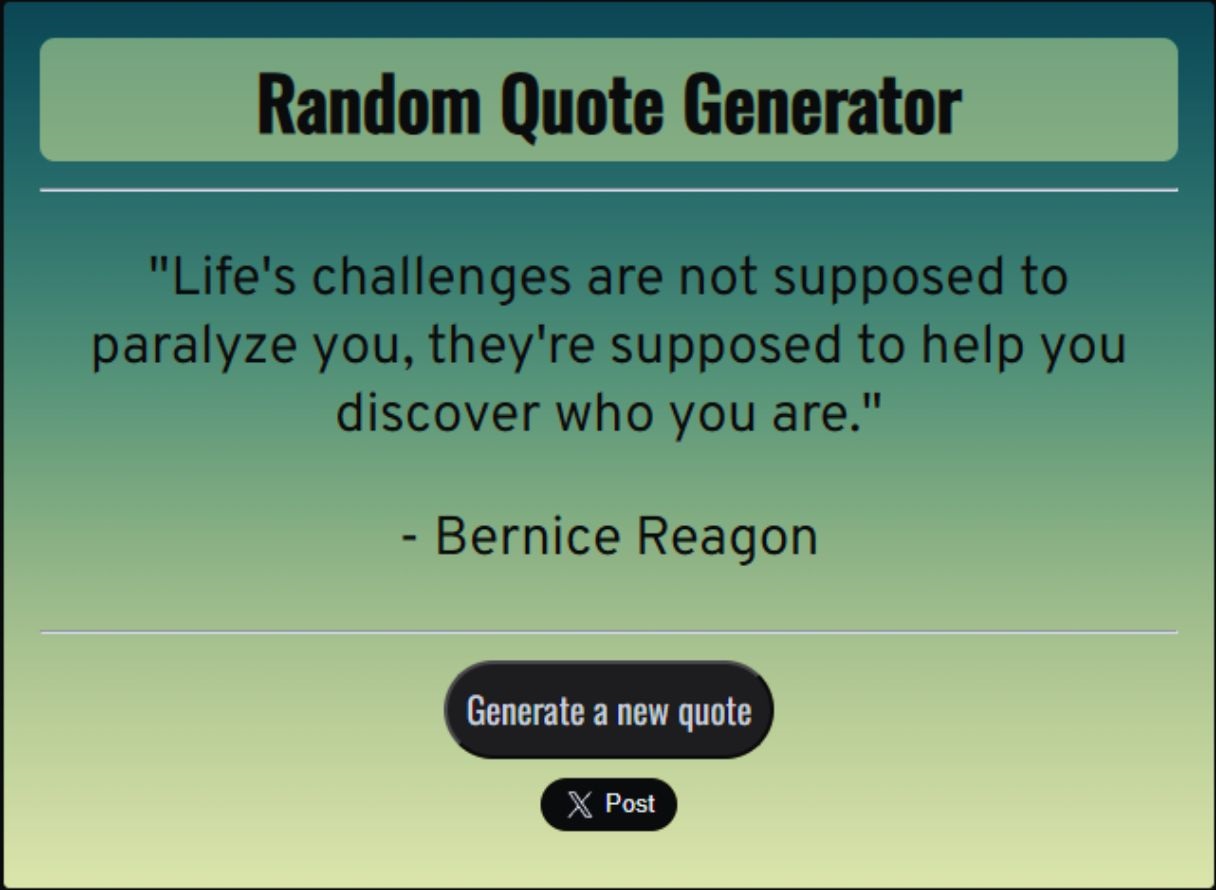 Random Quote Generator
"Life's challenges are not supposed to
paralyze you, they're supposed to help you
discover who you are."
- Bernice Reagon
Generate a new quote
X Post